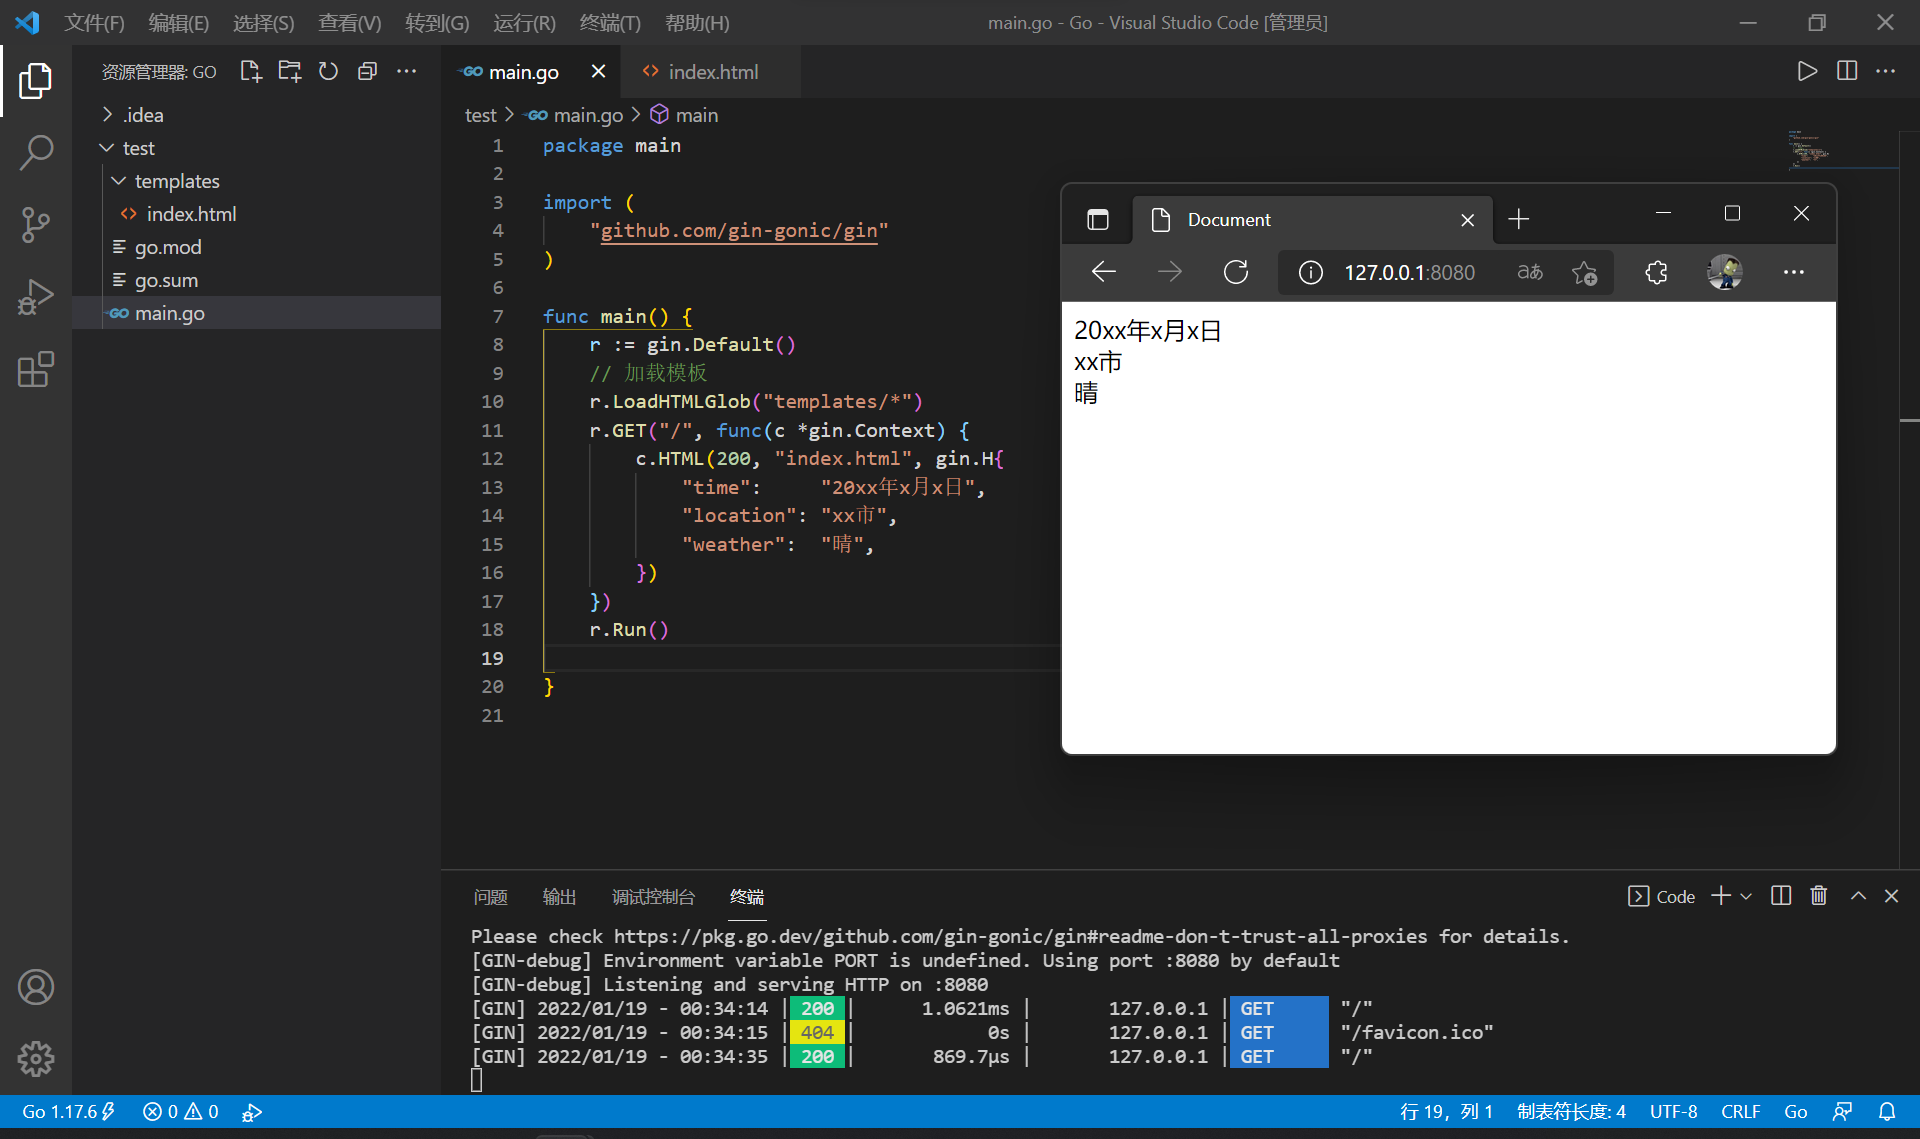 文件(F) 编辑(E) 选择(S) 查看(V) 转到(G) 运行(R) 终端(T) 帮助(H) main.go - Go - Visual Studio Code [管理员]
资源管理器: GO
.idea
test
templates
index.html
go.mod
go.sum
main.go
main.go index.html
test main.go main
1 package main
2
3 import (
4 "github.com/gin-gonic/gin"
5 )
6
7 func main() {
8 r := gin.Default()
9 // 加载模板
10 r.LoadHTMLGlob("templates/*")
11 r.GET("/", func(c *gin.Context) {
12 c.HTML(200, "index.html", gin.H{
13 "time": "20xx年x月x日",
14 "location": "xx市",
15 "weather": "晴",
16 })
17 })
18 r.Run()
19
20 }
21
Document
127.0.0.1:8080 aあ
20xx年x月x日
xx市
晴
问题 输出 调试控制台 终端 Code
Please check https://pkg.go.dev/github.com/gin-gonic/gin#readme-don-t-trust-all-proxies for details.
[GIN-debug] Environment variable PORT is undefined. Using port :8080 by default
[GIN-debug] Listening and serving HTTP on :8080
[GIN] 2022/01/19 - 00:34:14 | 200 | 1.0621ms | 127.0.0.1 | GET "/"
[GIN] 2022/01/19 - 00:34:15 | 404 | 0s | 127.0.0.1 | GET "/favicon.ico"
[GIN] 2022/01/19 - 00:34:35 | 200 | 869.7µs | 127.0.0.1 | GET "/"
Go 1.17.6 0 0 行 19，列 1 制表符长度: 4 UTF-8 CRLF Go